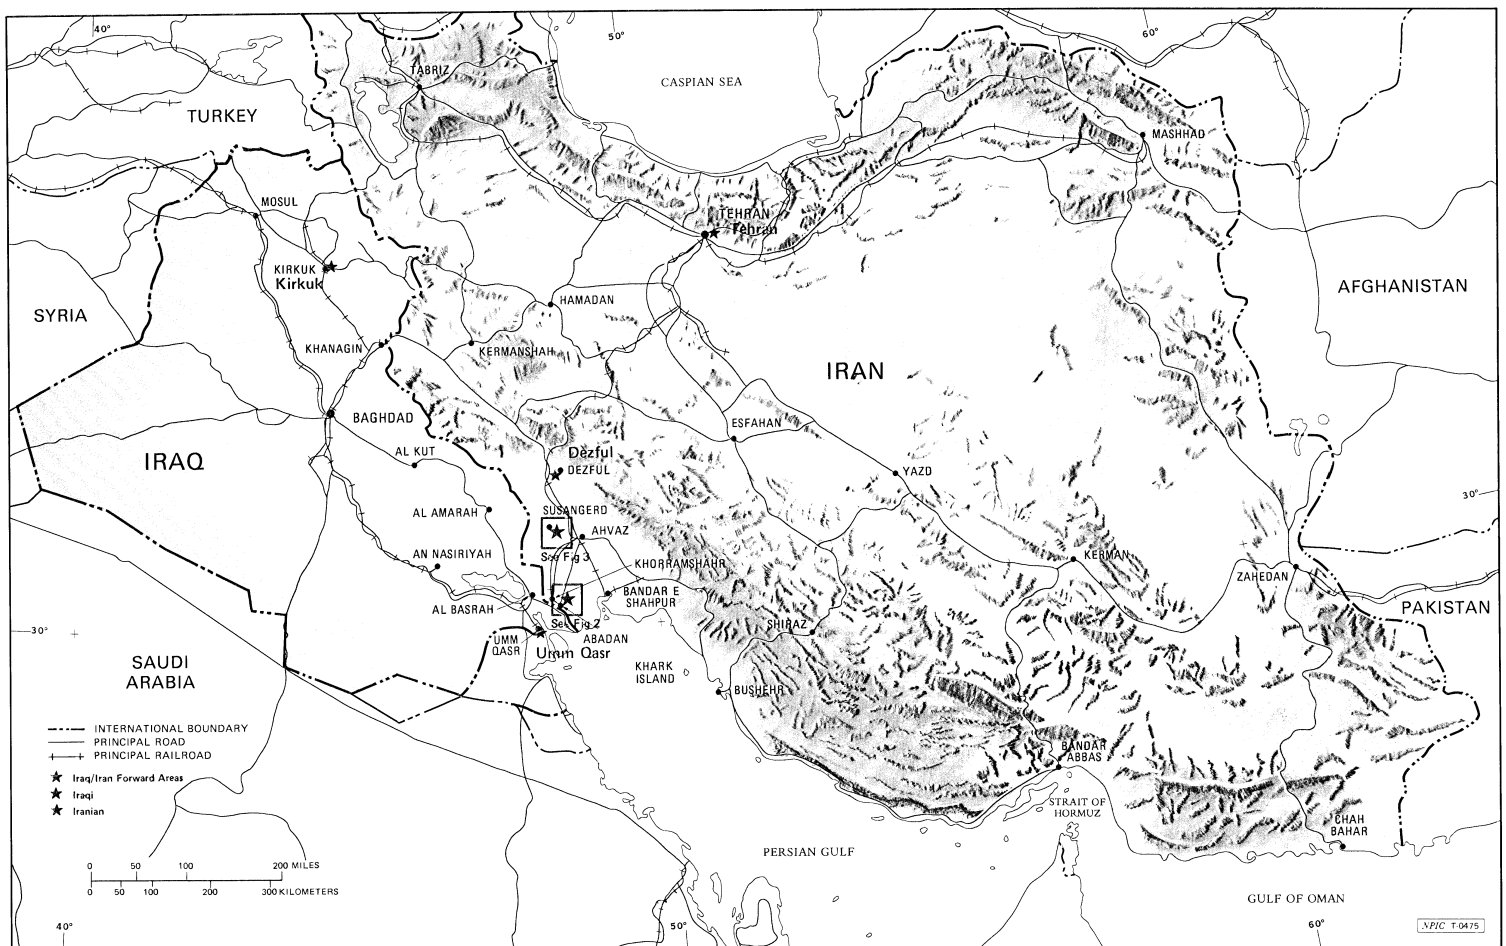 40°
50°
60°
CASPIAN SEA
TABRIZ
TURKEY
MASHHAD
MOSUL
TEHRAN
Tehran
KIRKUK
Kirkuk
SYRIA
HAMADAN
AFGHANISTAN
KHANAGIN
KERMANSHAH
IRAN
BAGHDAD
ESFAHAN
AL KUT
Dezful
DEZFUL
IRAQ
YAZD
30°
AL AMARAH
SUSANGERD
AHVAZ
See Fig 3
AN NASIRIYAH
KHORRAMSHAHR
KERMAN
ZAHEDAN
BANDAR E
SHAHPUR
AL BASRAH
PAKISTAN
See Fig 2
30°
UMM
QASR
ABADAN
Umm Qasr
SHIRAZ
SAUDI
ARABIA
KHARK
ISLAND
BUSHEHR
INTERNATIONAL BOUNDARY
PRINCIPAL ROAD
PRINCIPAL RAILROAD
Iraq/Iran Forward Areas
Iraqi
Iranian
BANDAR
ABBAS
STRAIT OF
HORMUZ
CHAH
BAHAR
PERSIAN GULF
0 50 100 200 MILES
0 50 100 200 300 KILOMETERS
GULF OF OMAN
40°
50°
60°
NPIC T-0475